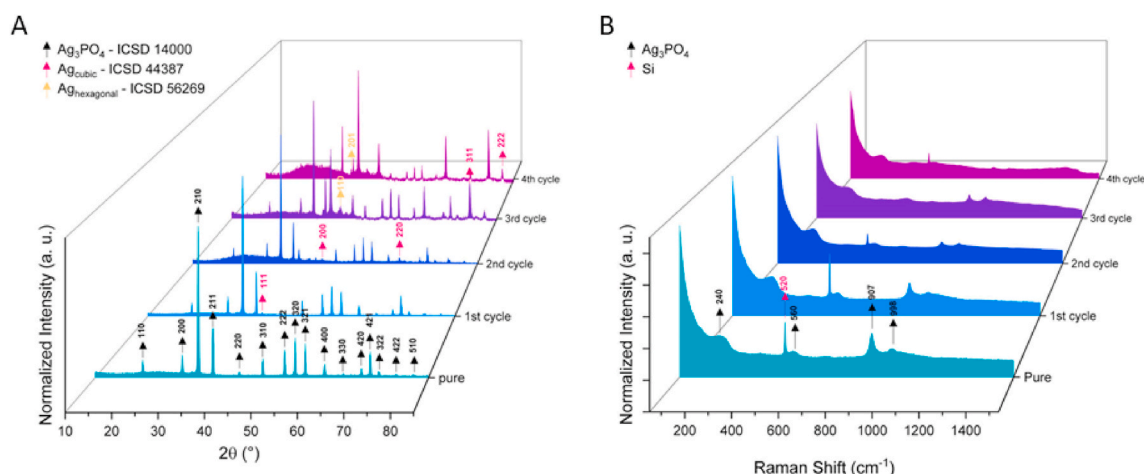 A
Ag3PO4 - ICSD 14000
Agcubic - ICSD 44387
Aghexagonal - ICSD 56269
Normalized Intensity (a. u.)
201
311
222
4th cycle
110
3rd cycle
210
200
220
2nd cycle
111
1st cycle
110
200
211
220
310
222
320
321
400
330
420
421
322
422
510
pure
10 20 30 40 50 60 70 80
2θ (°)
B
Ag3PO4
Si
Normalized Intensity (a. u.)
4th cycle
3rd cycle
2nd cycle
1st cycle
240
520
560
907
998
Pure
200 400 600 800 1000 1200 1400
Raman Shift (cm-1)